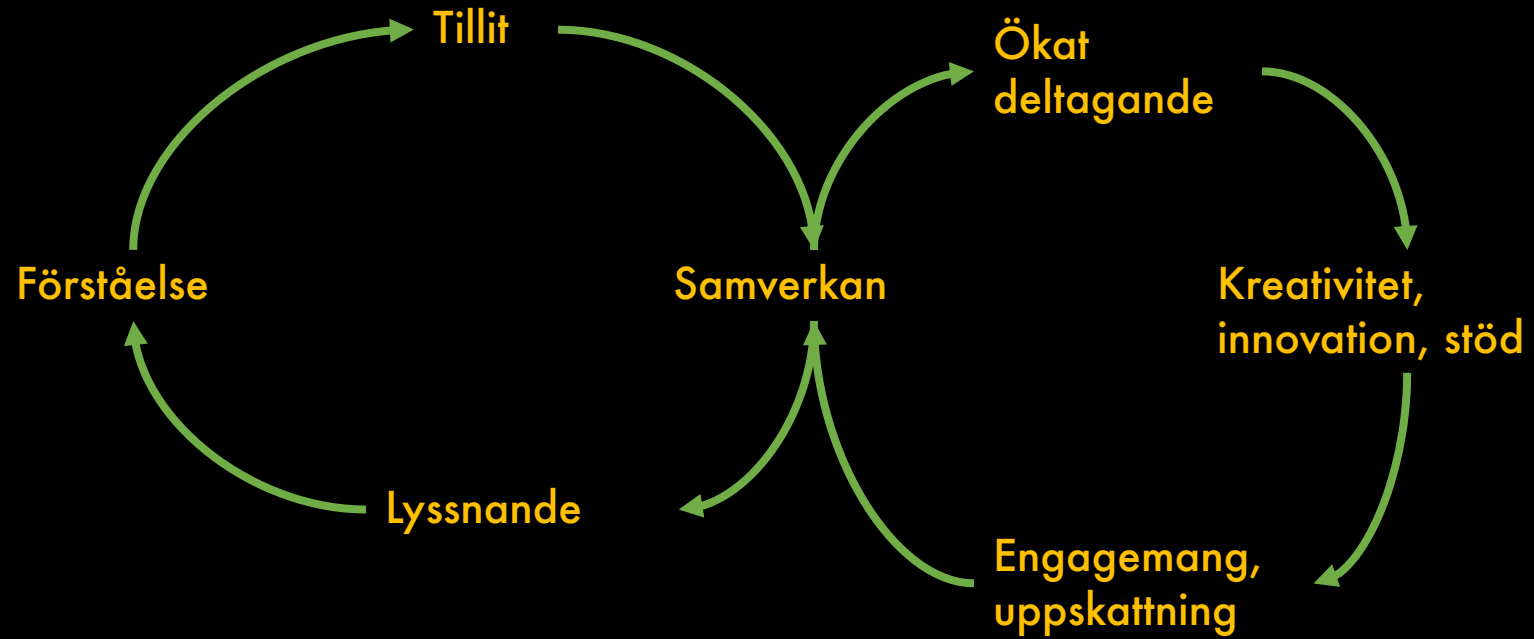 Tillit
Ökat
deltagande
Förståelse
Samverkan
Kreativitet,
innovation, stöd
Lyssnande
Engagemang,
uppskattning